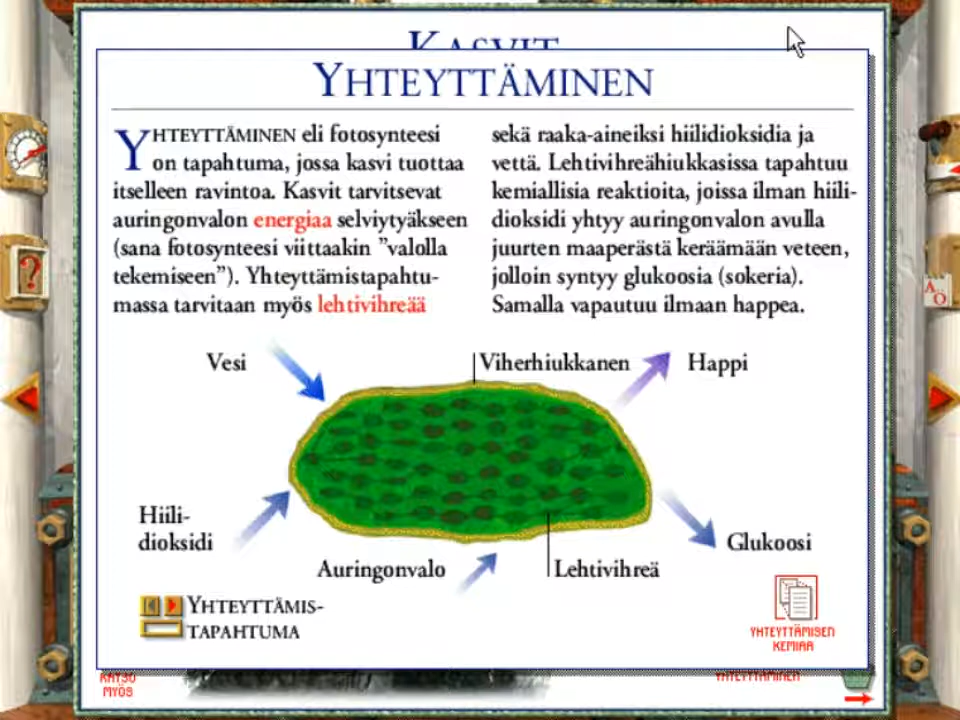 KASVIT
YHTEYTTÄMINEN
YHTEYTTÄMINEN eli fotosynteesi
on tapahtuma, jossa kasvi tuottaa
itselleen ravintoa. Kasvit tarvitsevat
auringonvalon energiaa selviytyäkseen
(sana fotosynteesi viittaakin ”valolla
tekemiseen”). Yhteyttämistapahtu-
massa tarvitaan myös lehtivihreää
sekä raaka-aineiksi hiilidioksidia ja
vettä. Lehtivihreähiukkasissa tapahtuu
kemiallisia reaktioita, joissa ilman hiili-
dioksidi yhtyy auringonvalon avulla
juurten maaperästä keräämään veteen,
jolloin syntyy glukoosia (sokeria).
Samalla vapautuu ilmaan happea.
Vesi
Viherhiukkanen
Happi
Hiili-
dioksidi
Glukoosi
Auringonvalo
Lehtivihreä
YHTEYTTÄMIS-
TAPAHTUMA
YHTEYTTÄMISEN
KEMIAA
KATSO
MYÖS
YHTEYTTÄMINEN
?
A...Ö